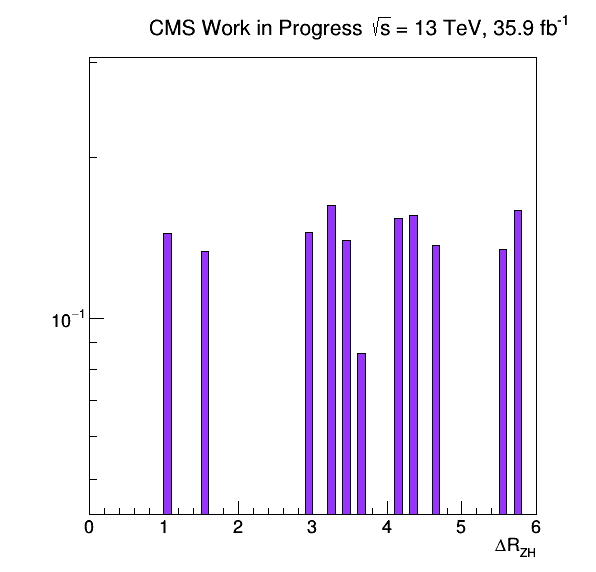 CMS Work in Progress √s = 13 TeV, 35.9 fb⁻¹
10⁻¹
0 1 2 3 4 5 6
ΔR_ZH